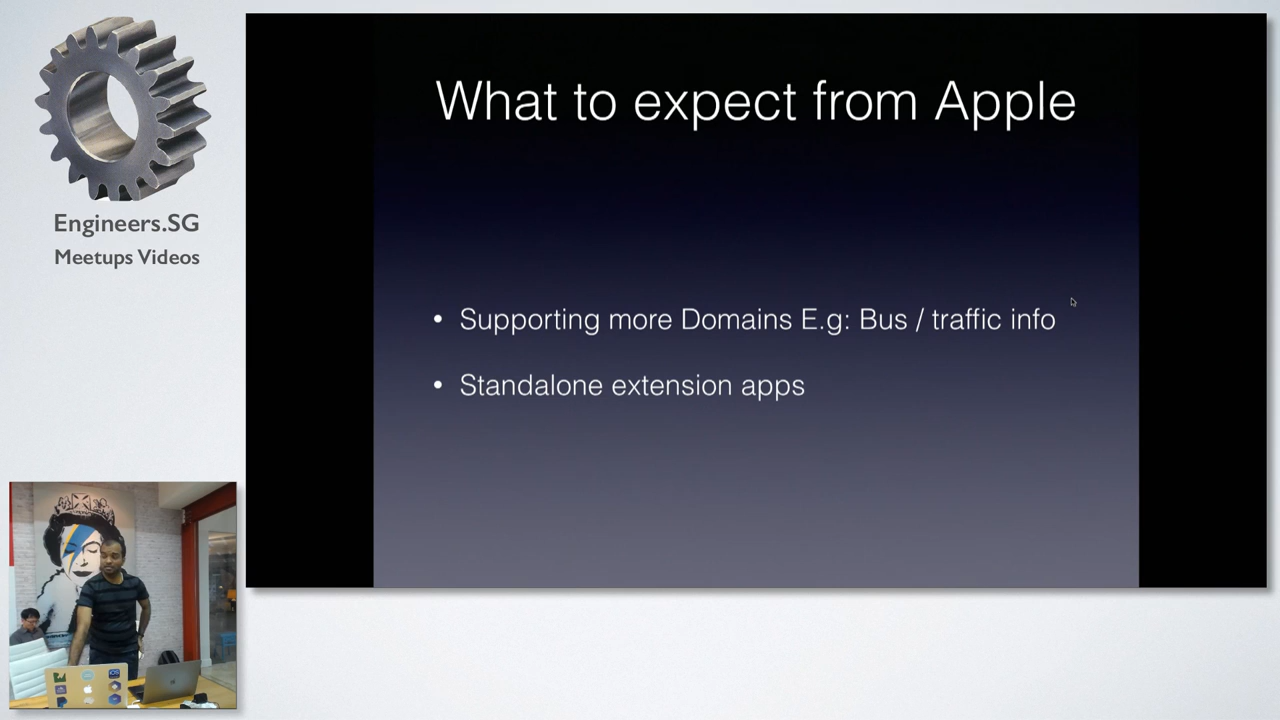 Engineers.SG
Meetups Videos
What to expect from Apple
• Supporting more Domains E.g: Bus / traffic info
• Standalone extension apps